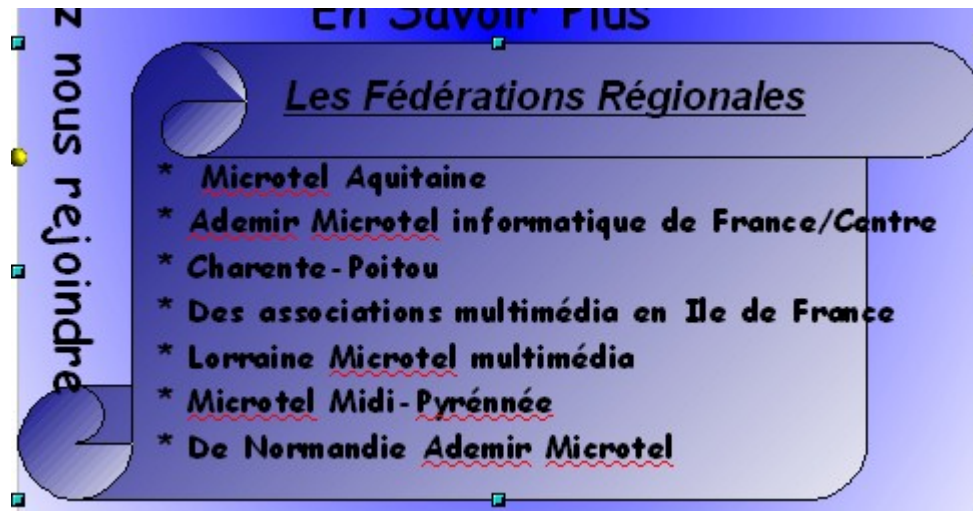 En Savoir Plus
z nous rejoindre
Les Fédérations Régionales
* Microtel Aquitaine
* Ademir Microtel informatique de France/Centre
* Charente-Poitou
* Des associations multimédia en Ile de France
* Lorraine Microtel multimédia
* Microtel Midi-Pyrénnée
* De Normandie Ademir Microtel